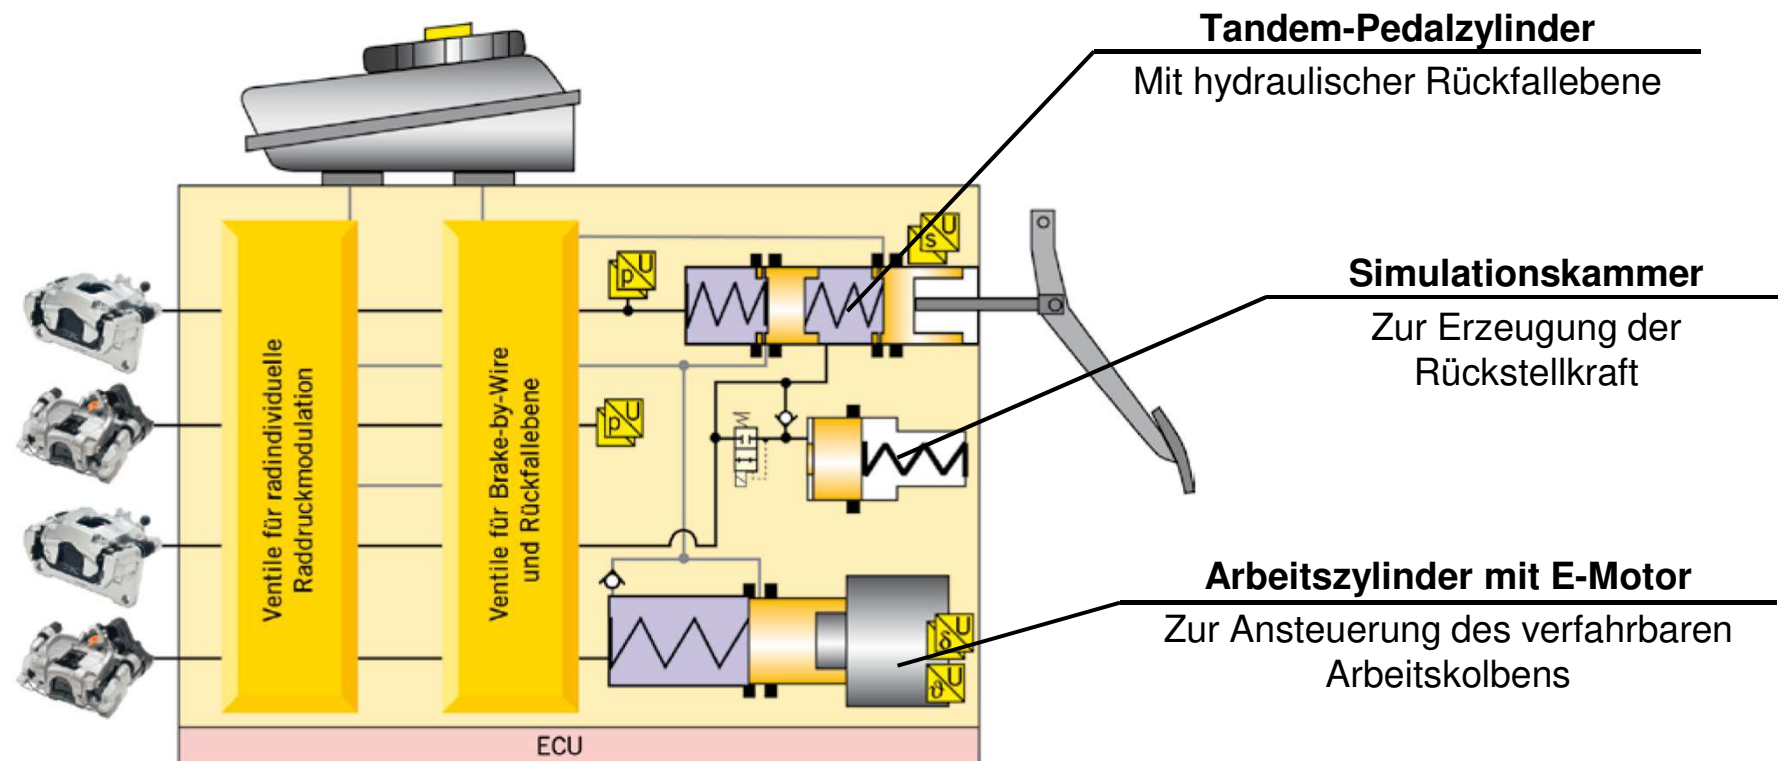 Tandem-Pedalzylinder
Mit hydraulischer Rückfallebene
Simulationskammer
Zur Erzeugung der
Rückstellkraft
Arbeitszylinder mit E-Motor
Zur Ansteuerung des verfahrbaren
Arbeitskolbens
Ventile für radindividuelle
Raddruckmodulation
Ventile für Brake-by-Wire
und Rückfallebene
p U
s U
p U
δ U
ϑ U
ECU